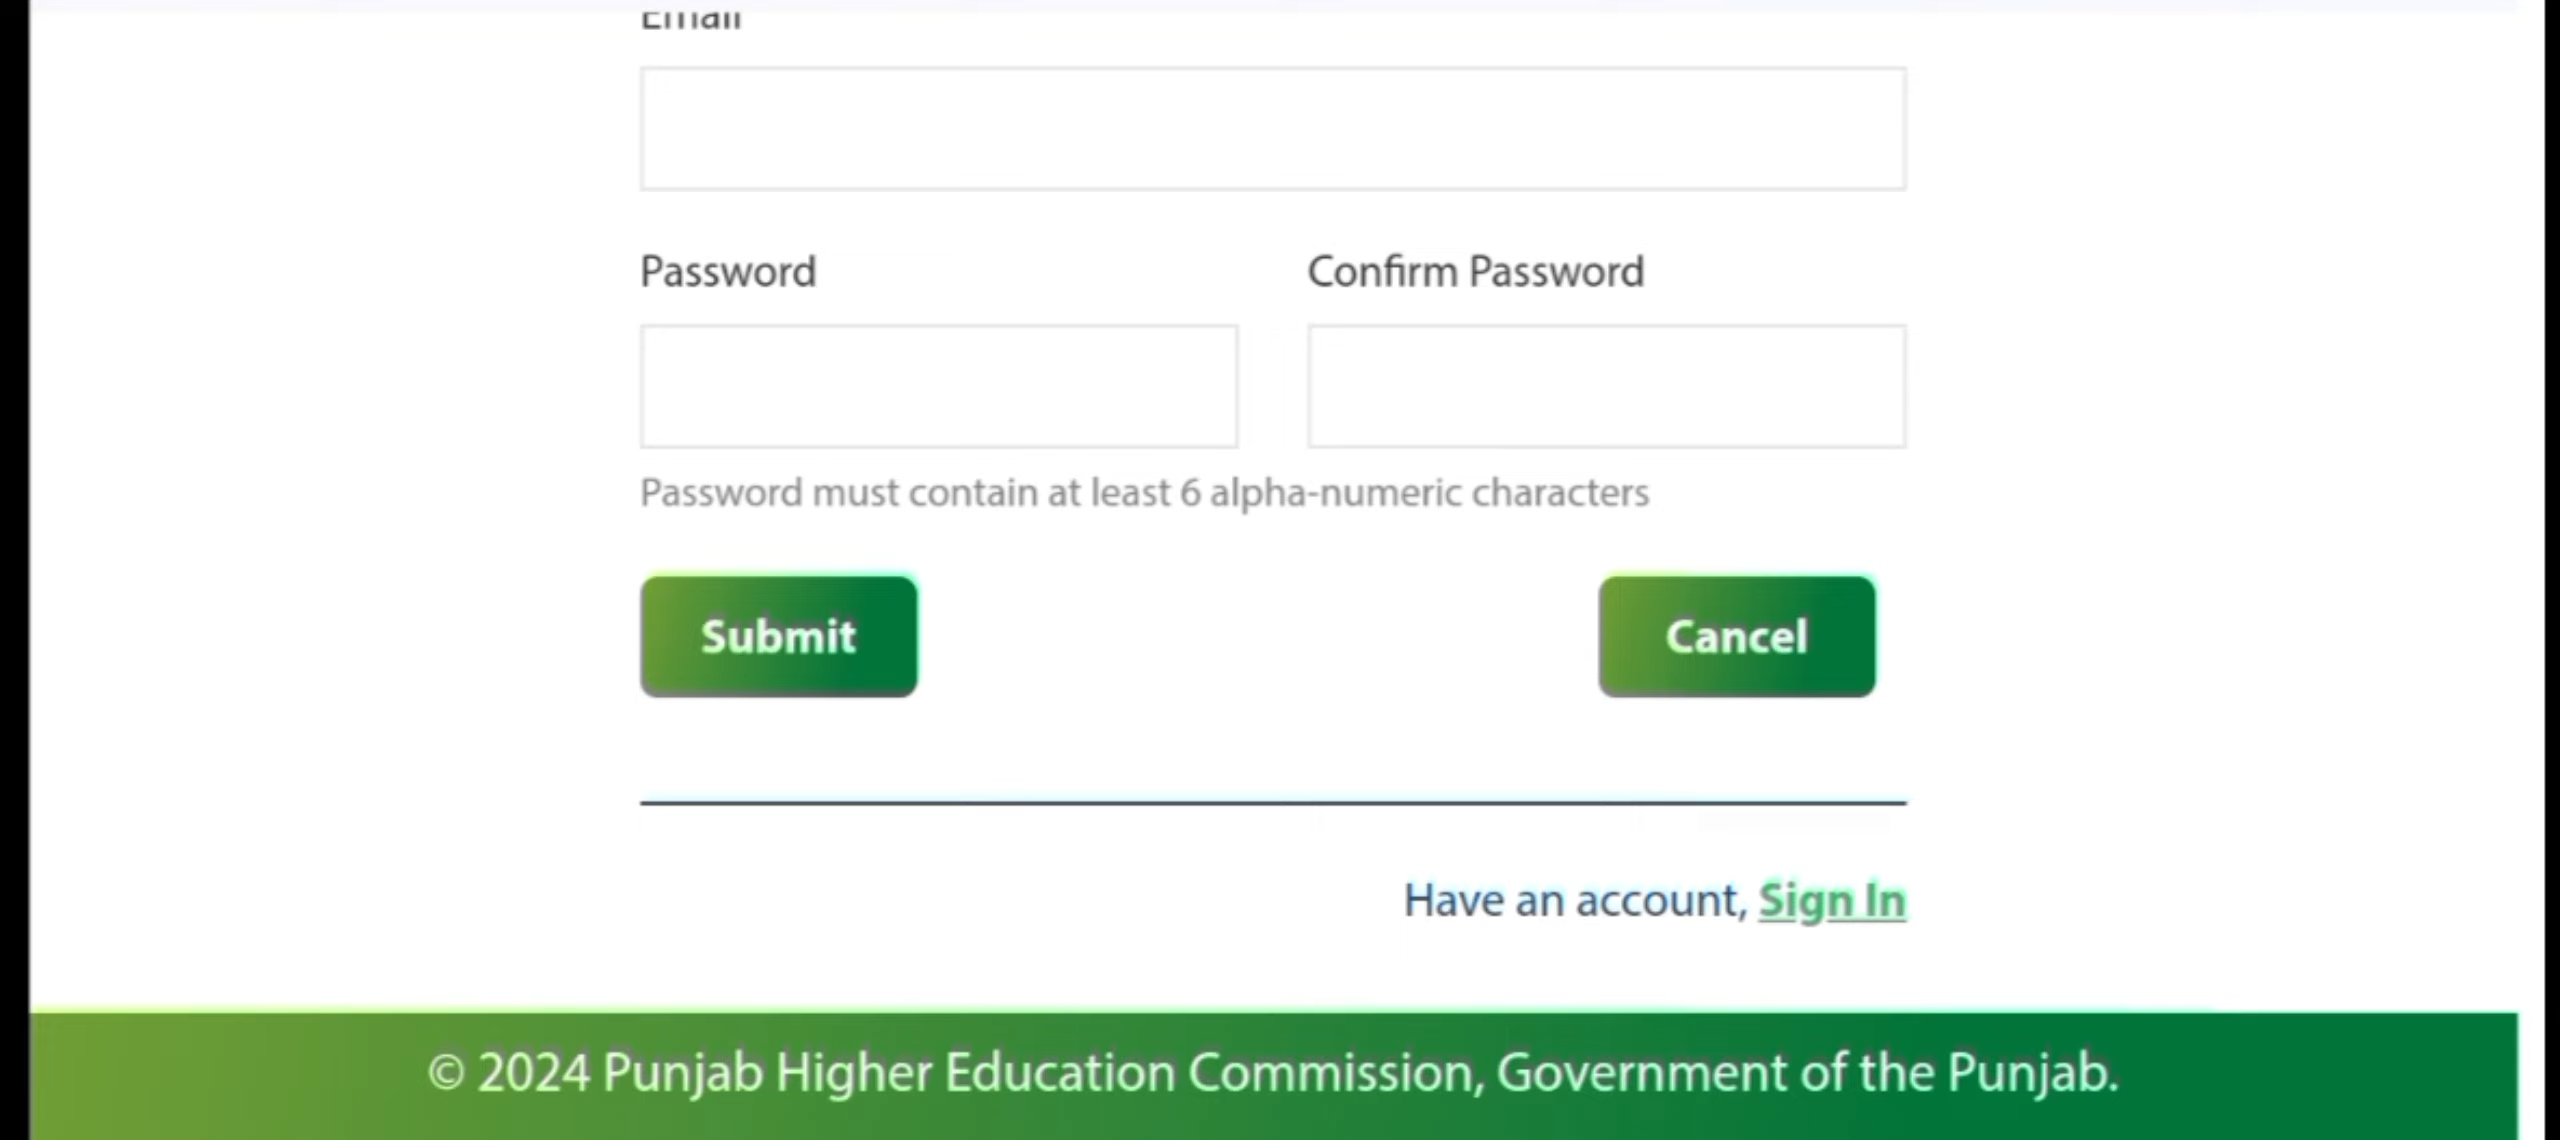 Email
Password
Confirm Password
Password must contain at least 6 alpha-numeric characters
Submit
Cancel
Have an account, Sign In
© 2024 Punjab Higher Education Commission, Government of the Punjab.